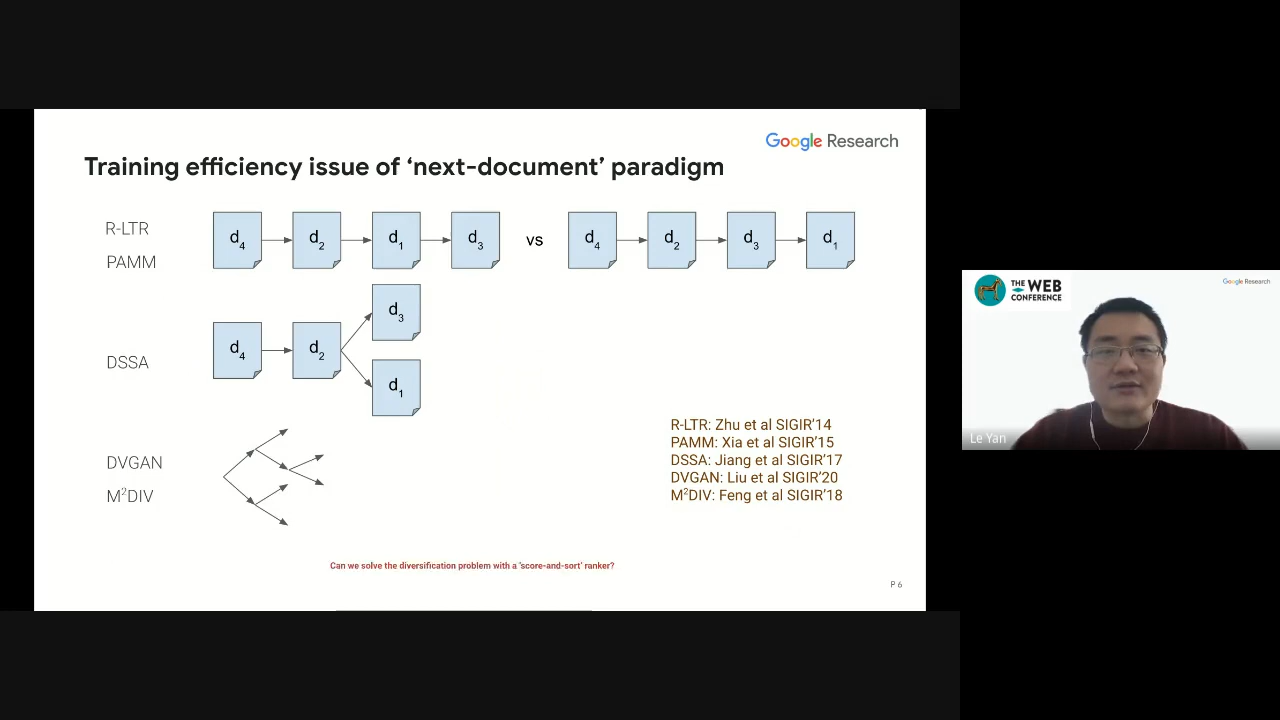 Google Research
Training efficiency issue of ‘next-document’ paradigm
R-LTR
PAMM
d4
d2
d1
d3
vs
d4
d2
d3
d1
DSSA
d4
d2
d3
d1
DVGAN
M²DIV
R-LTR: Zhu et al SIGIR’14
PAMM: Xia et al SIGIR’15
DSSA: Jiang et al SIGIR’17
DVGAN: Liu et al SIGIR’20
M²DIV: Feng et al SIGIR’18
Can we solve the diversification problem with a ‘score-and-sort’ ranker?
P 6
THE WEB
CONFERENCE
Google Research
Le Yan